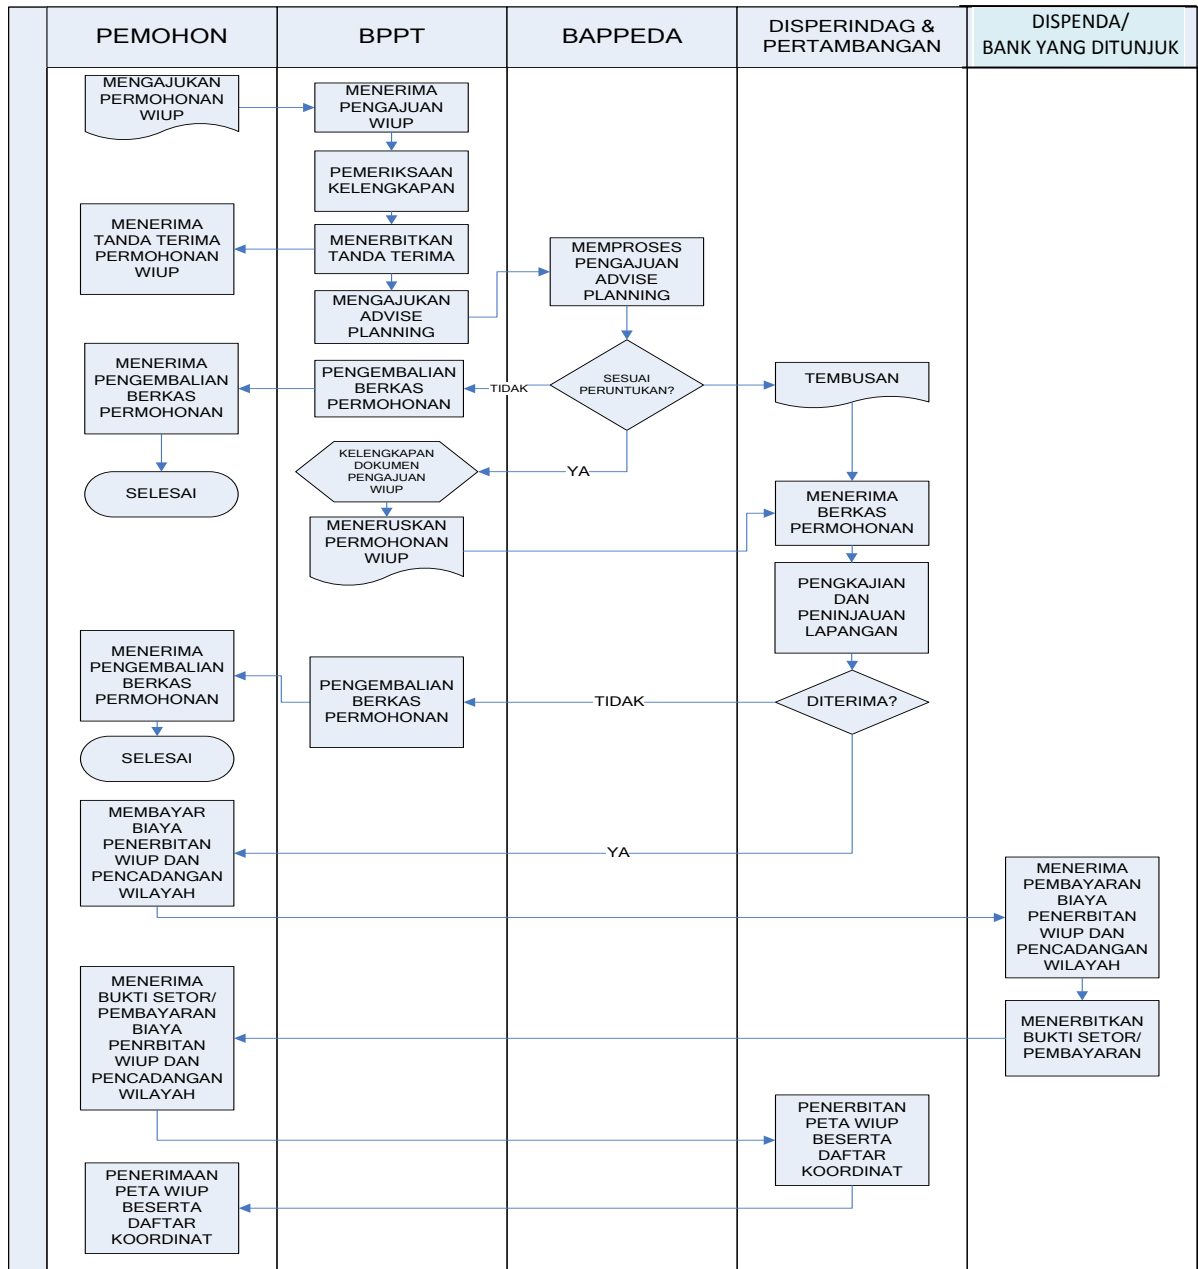 PEMOHON
BPPT
BAPPEDA
DISPERINDAG &
PERTAMBANGAN
DISPENDA/
BANK YANG DITUNJUK
MENGAJUKAN
PERMOHONAN
WIUP
MENERIMA
PENGAJUAN
WIUP
PEMERIKSAAN
KELENGKAPAN
MENERIMA
TANDA TERIMA
PERMOHONAN
WIUP
MENERBITKAN
TANDA TERIMA
MENGAJUKAN
ADVISE
PLANNING
MEMPROSES
PENGAJUAN
ADVISE
PLANNING
SESUAI
PERUNTUKAN?
TIDAK
PENGEMBALIAN
BERKAS
PERMOHONAN
MENERIMA
PENGEMBALIAN
BERKAS
PERMOHONAN
SELESAI
TEMBUSAN
YA
KELENGKAPAN
DOKUMEN
PENGAJUAN
WIUP
MENERUSKAN
PERMOHONAN
WIUP
MENERIMA
BERKAS
PERMOHONAN
PENGKAJIAN
DAN
PENINJAUAN
LAPANGAN
DITERIMA?
TIDAK
PENGEMBALIAN
BERKAS
PERMOHONAN
MENERIMA
PENGEMBALIAN
BERKAS
PERMOHONAN
SELESAI
YA
MEMBAYAR
BIAYA
PENERBITAN
WIUP DAN
PENCADANGAN
WILAYAH
MENERIMA
PEMBAYARAN
BIAYA
PENERBITAN
WIUP DAN
PENCADANGAN
WILAYAH
MENERBITKAN
BUKTI SETOR/
PEMBAYARAN
MENERIMA
BUKTI SETOR/
PEMBAYARAN
BIAYA
PENRBITAN
WIUP DAN
PENCADANGAN
WILAYAH
PENERBITAN
PETA WIUP
BESERTA
DAFTAR
KOORDINAT
PENERIMAAN
PETA WIUP
BESERTA
DAFTAR
KOORDINAT